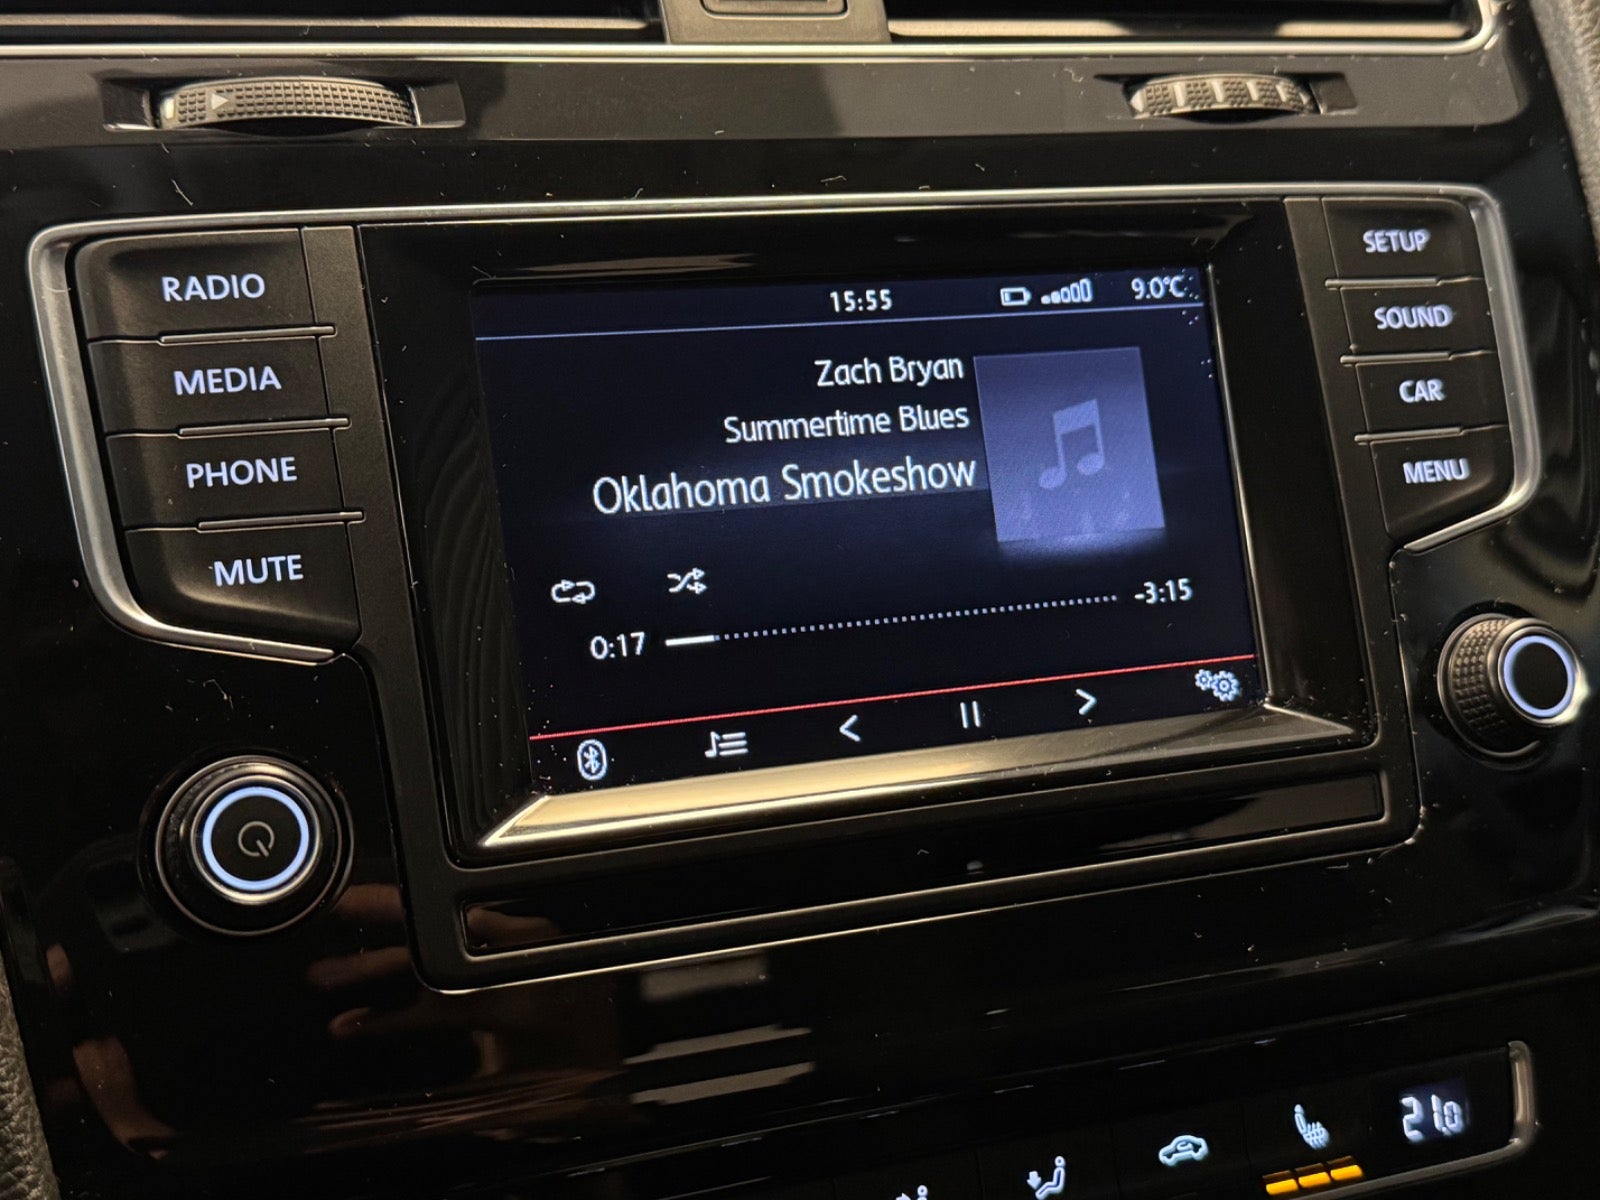 RADIO
MEDIA
PHONE
MUTE
15:55
9.0°C
Zach Bryan
Summertime Blues
Oklahoma Smokeshow
0:17
-3:15
SETUP
SOUND
CAR
MENU
21.0